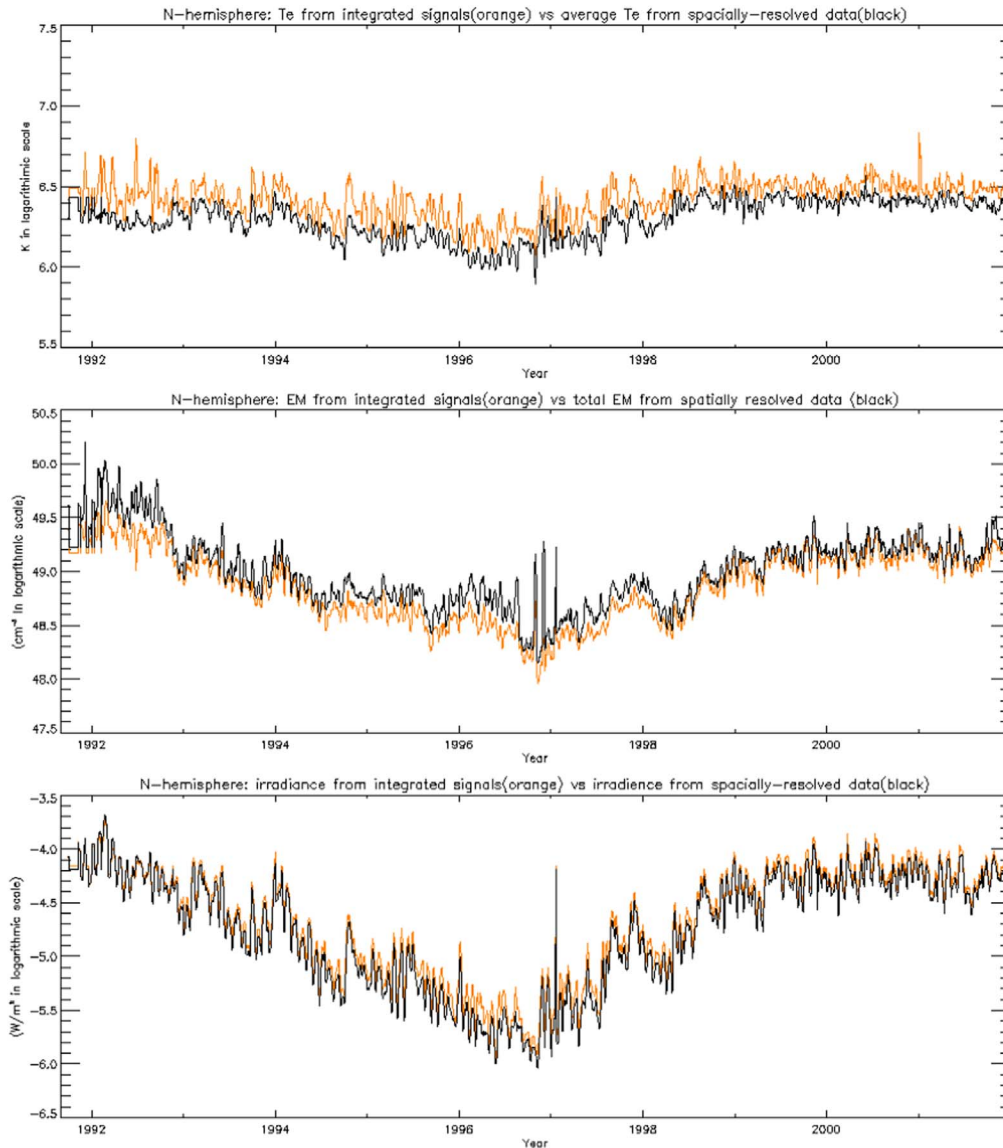 N-hemisphere: Te from integrated signals(orange) vs average Te from spacially-resolved data(black)
7.5
7.0
6.5
6.0
5.5
K in logarithimic scale
1992 1994 1996 1998 2000
Year
N-hemisphere: EM from integrated signals(orange) vs total EM from spatially resolved data (black)
50.5
50.0
49.5
49.0
48.5
48.0
47.5
(cm⁻³ in logarithmic scale)
1992 1994 1996 1998 2000
Year
N-hemisphere: irradiance from integrated signals(orange) vs irradience from spacially-resolved data(black)
-3.5
-4.0
-4.5
-5.0
-5.5
-6.0
-6.5
(W/m² in logarithmic scale)
1992 1994 1996 1998 2000
Year